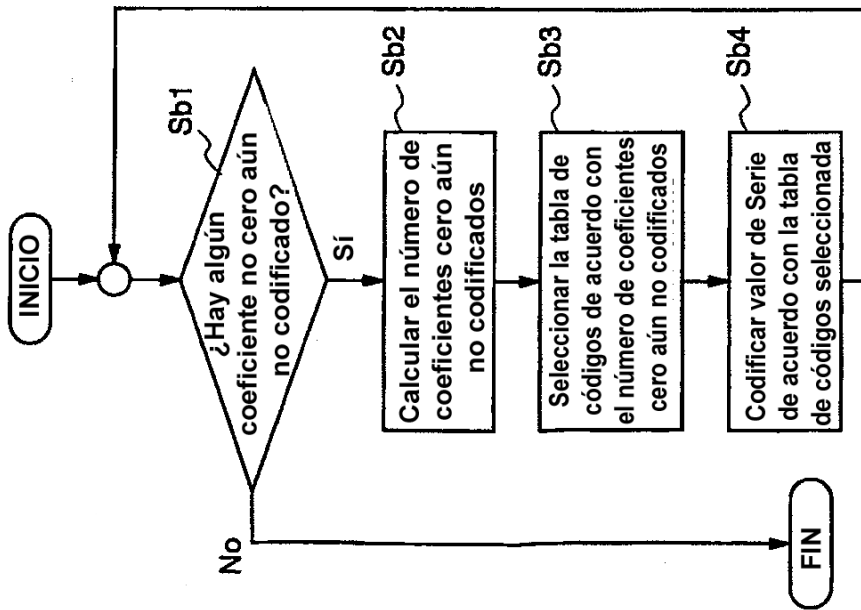 INICIO
Sb1
¿Hay algún
coeficiente no cero aún
no codificado?
No
Sí
Sb2
Calcular el número de
coeficientes cero aún
no codificados
Sb3
Seleccionar la tabla de
códigos de acuerdo con
el número de coeficientes
cero aún no codificados
Sb4
Codificar valor de Serie
de acuerdo con la tabla
de códigos seleccionada
FIN